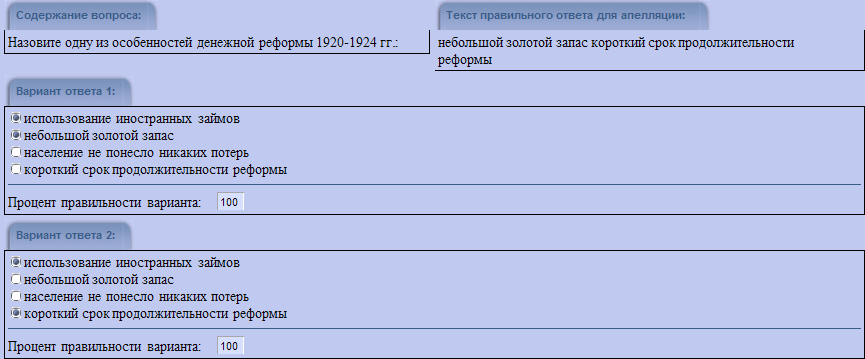 Содержание вопроса:
Текст правильного ответа для апелляции:
Назовите одну из особенностей денежной реформы 1920-1924 гг.:
небольшой золотой запас короткий срок продолжительности
реформы
Вариант ответа 1:
использование иностранных займов
небольшой золотой запас
население не понесло никаких потерь
короткий срок продолжительности реформы
Процент правильности варианта: 100
Вариант ответа 2:
использование иностранных займов
небольшой золотой запас
население не понесло никаких потерь
короткий срок продолжительности реформы
Процент правильности варианта: 100